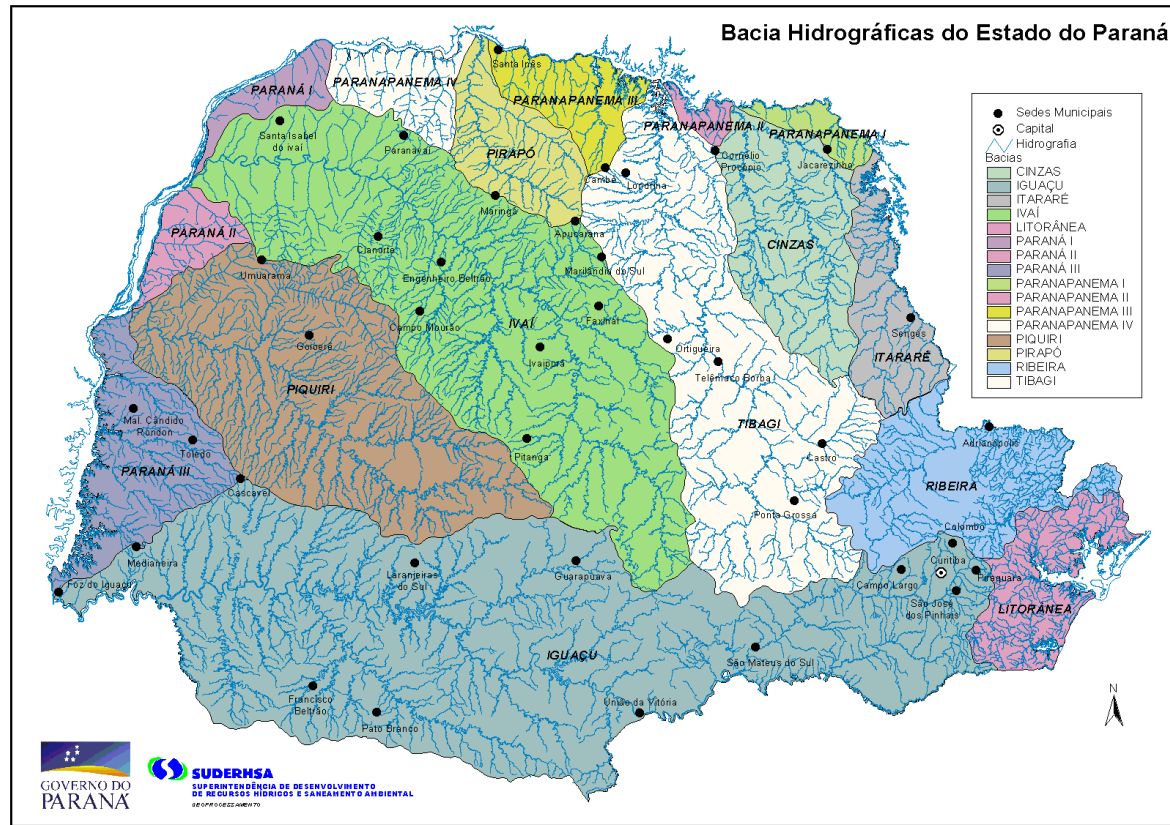 Bacia Hidrográficas do Estado do Paraná
Sedes Municipais
Capital
Hidrografia
Bacias
CINZAS
IGUAÇU
ITARARÉ
IVAÍ
LITORÂNEA
PARANÁ I
PARANÁ II
PARANÁ III
PARANAPANEMA I
PARANAPANEMA II
PARANAPANEMA III
PARANAPANEMA IV
PIQUIRI
PIRAPÓ
RIBEIRA
TIBAGI
Santa Inês
PARANÁ I
PARANAPANEMA IV
PARANAPANEMA III
PARANAPANEMA II
PARANAPANEMA I
Santa Isabel
do ivaí
Paranavaí
PIRAPÓ
Cornélio
Procópio
Jacarezinho
Cambé
Londrina
Maringá
PARANÁ II
Cianorte
Apucarana
CINZAS
Umuarama
Engenheiro Beltrão
Marilândia do Sul
Campo Mourão
IVAÍ
Faxinal
Sengés
Goioerê
Ivaiporã
Ortigueira
ITARARÉ
Telêmaco Borba
PIQUIRI
Mal. Cândido
Rondon
Toledo
TIBAGI
Adrianópolis
PARANÁ III
Pitanga
Castro
Cascavel
RIBEIRA
Ponta Grossa
Colombo
Medianeira
Laranjeiras
do Sul
Guarapuava
Curitiba
Campo Largo
Piraquara
Foz do Iguaçu
São José
dos Pinhais
LITORÂNEA
IGUAÇU
São Mateus do Sul
Francisco
Beltrão
União da Vitória
Pato Branco
N
GOVERNO DO
PARANÁ
SUDERHSA
SUPERINTENDÊNCIA DE DESENVOLVIMENTO
DE RECURSOS HÍDRICOS E SANEAMENTO AMBIENTAL
GEOPROCESSAMENTO